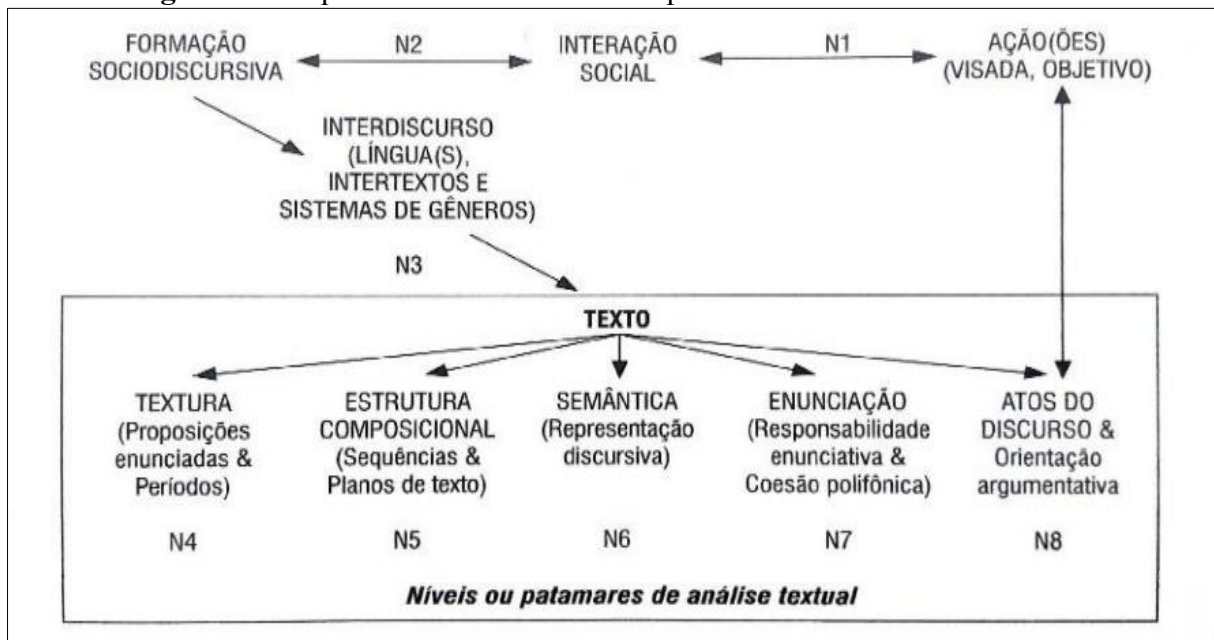 FORMAÇÃO
SOCIODISCURSIVA
N2
INTERAÇÃO
SOCIAL
N1
AÇÃO(ÕES)
(VISADA, OBJETIVO)
INTERDISCURSO
(LÍNGUA(S),
INTERTEXTOS E
SISTEMAS DE GÊNEROS)
N3
TEXTO
TEXTURA
(Proposições
enunciadas &
Períodos)
N4
ESTRUTURA
COMPOSICIONAL
(Sequências &
Planos de texto)
N5
SEMÂNTICA
(Representação
discursiva)
N6
ENUNCIAÇÃO
(Responsabilidade
enunciativa &
Coesão polifônica)
N7
ATOS DO
DISCURSO &
Orientação
argumentativa
N8
Níveis ou patamares de análise textual